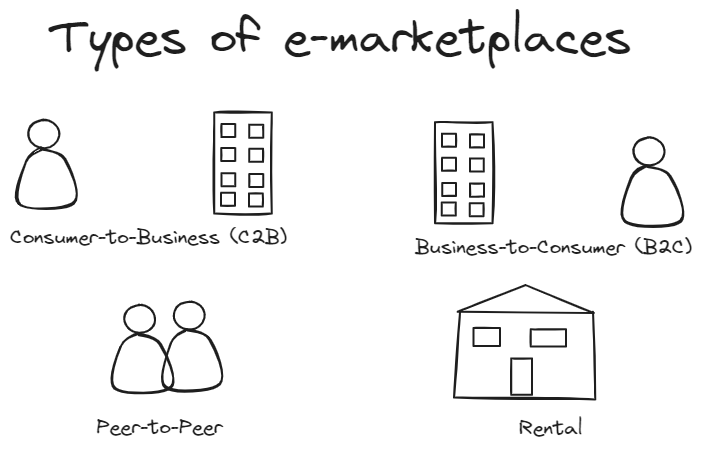 Types of e-marketplaces
Consumer-to-Business (C2B)
Business-to-Consumer (B2C)
Peer-to-Peer
Rental